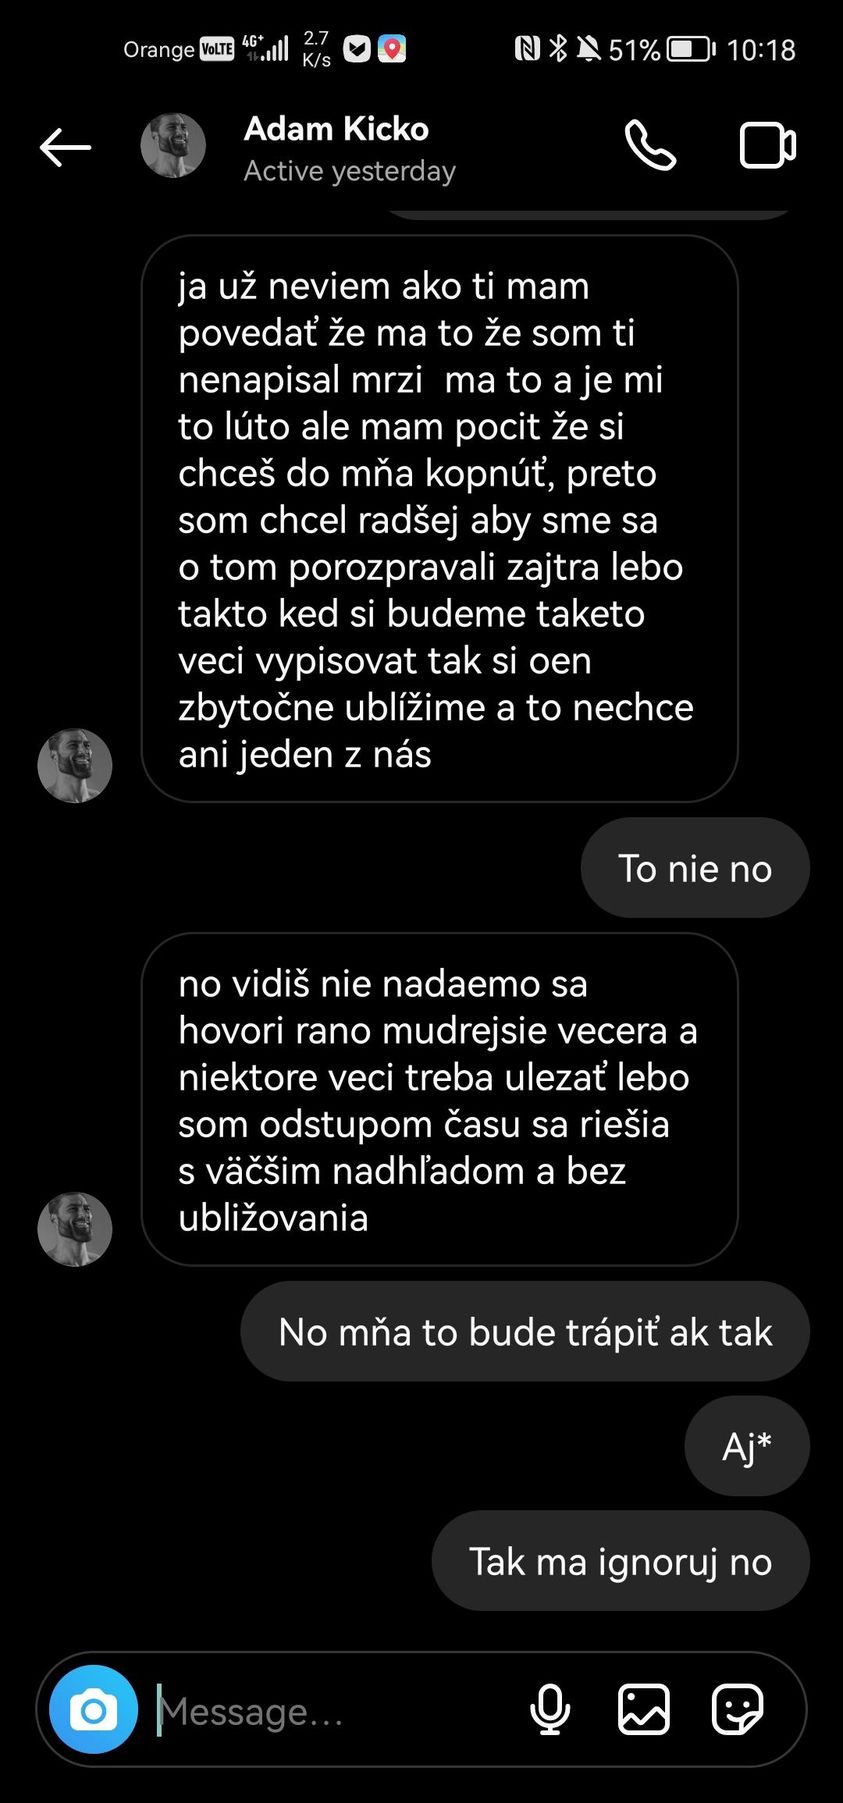 Orange VoLTE 4G+ 2.7 K/s 51% 10:18
Adam Kicko
Active yesterday
ja už neviem ako ti mam
povedať že ma to že som ti
nenapisal mrzi  ma to a je mi
to lúto ale mam pocit že si
chceš do mňa kopnúť, preto
som chcel radšej aby sme sa
o tom porozpravali zajtra lebo
takto ked si budeme taketo
veci vypisovat tak si oen
zbytočne ublížime a to nechce
ani jeden z nás
To nie no
no vidiš nie nadaemo sa
hovori rano mudrejsie vecera a
niektore veci treba ulezať lebo
som odstupom času sa riešia
s väčšim nadhľadom a bez
ubližovania
No mňa to bude trápiť ak tak
Aj*
Tak ma ignoruj no
Message...